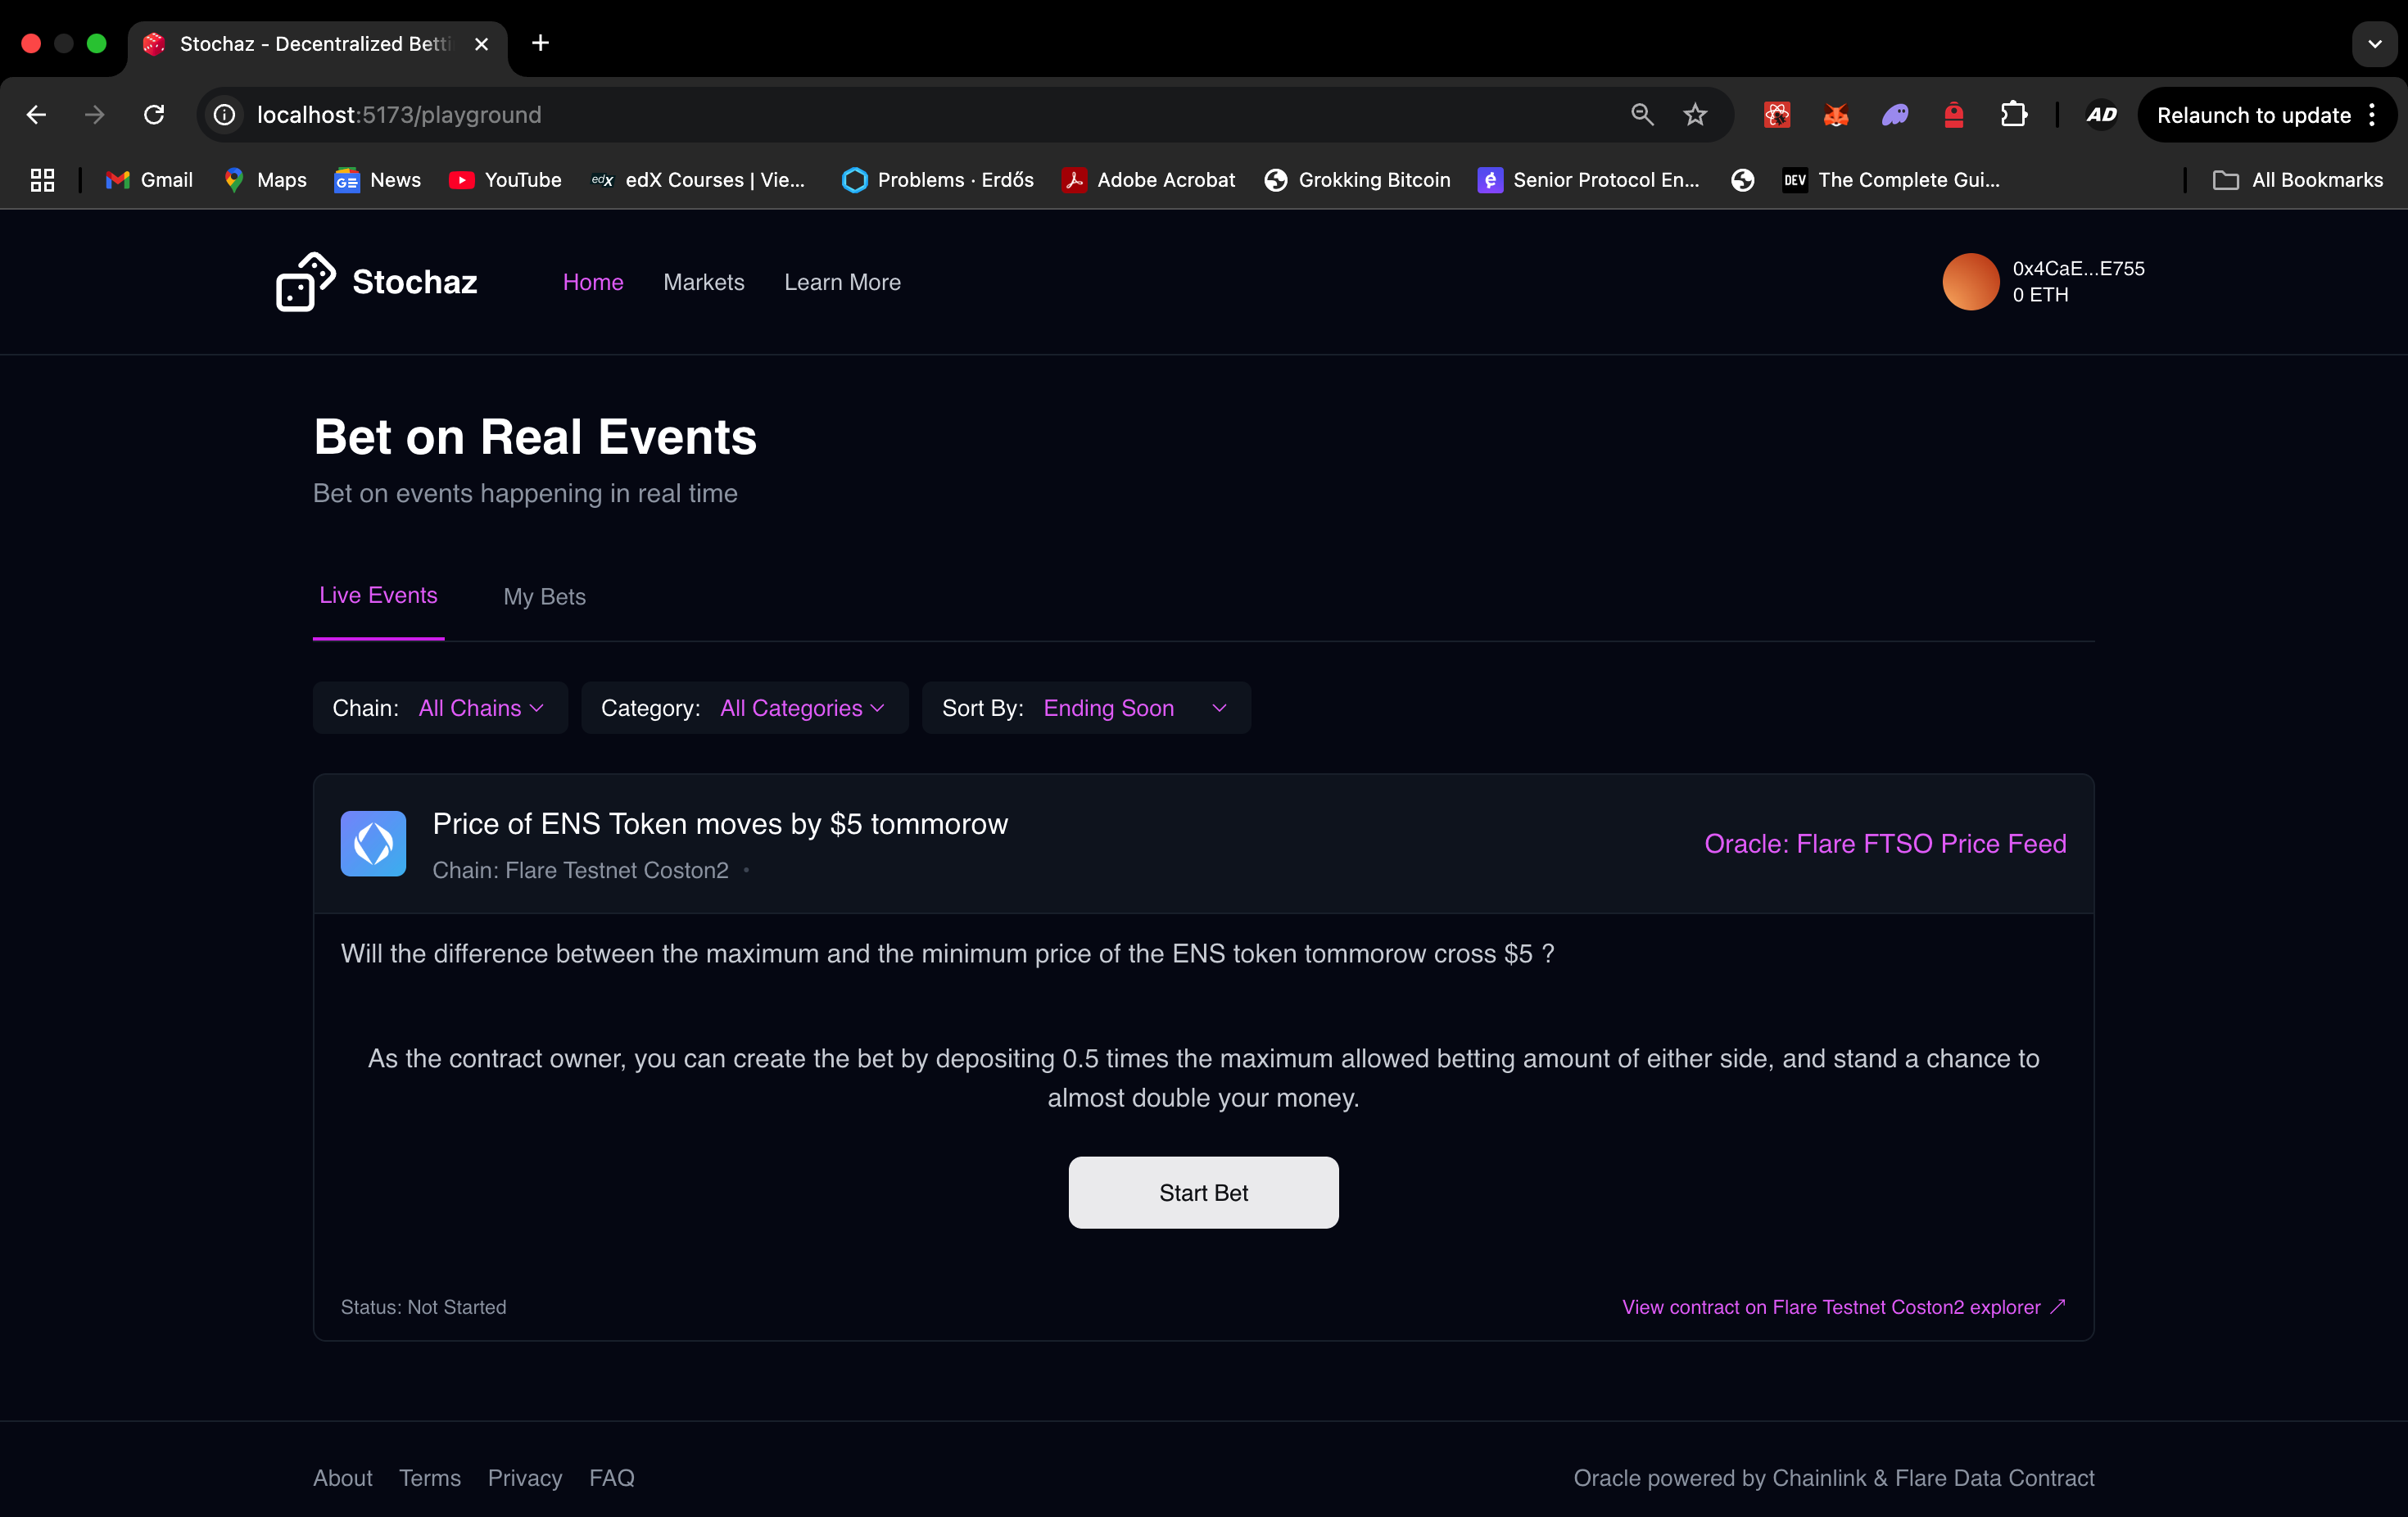 Stochaz - Decentralized Betti
localhost:5173/playground
Relaunch to update
Gmail
Maps
News
YouTube
edX Courses | Vie...
Problems · Erdős
Adobe Acrobat
Grokking Bitcoin
Senior Protocol En...
DEV
The Complete Gui...
All Bookmarks
Stochaz
Home
Markets
Learn More
0x4CaE...E755
0 ETH
Bet on Real Events
Bet on events happening in real time
Live Events
My Bets
Chain: All Chains
Category: All Categories
Sort By: Ending Soon
Price of ENS Token moves by $5 tommorow
Chain: Flare Testnet Coston2 •
Oracle: Flare FTSO Price Feed
Will the difference between the maximum and the minimum price of the ENS token tommorow cross $5 ?
As the contract owner, you can create the bet by depositing 0.5 times the maximum allowed betting amount of either side, and stand a chance to
almost double your money.
Start Bet
Status: Not Started
View contract on Flare Testnet Coston2 explorer ↗
About
Terms
Privacy
FAQ
Oracle powered by Chainlink & Flare Data Contract